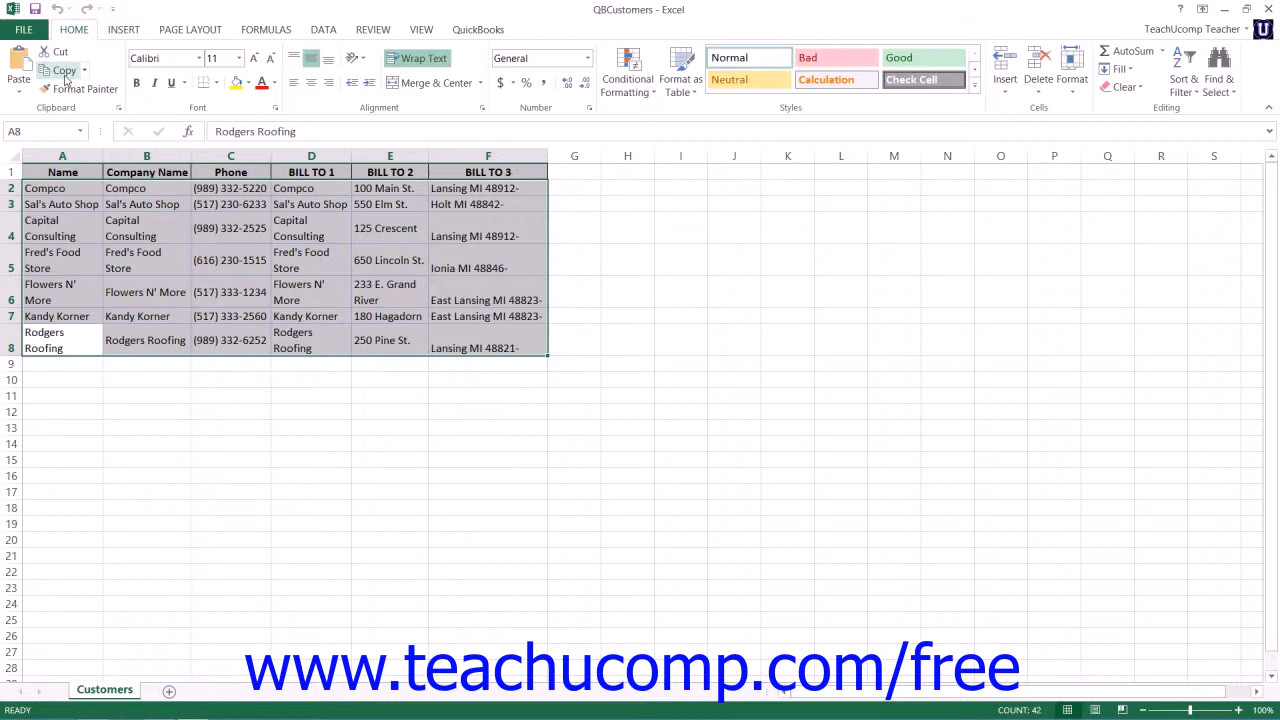 QBCustomers - Excel
FILE HOME INSERT PAGE LAYOUT FORMULAS DATA REVIEW VIEW QuickBooks TeachUcomp Teacher
Paste
Cut
Copy
Format Painter
Clipboard
Calibri 11
B I U
Font
Wrap Text
Merge & Center
Alignment
General
$ % ,
Number
Conditional Formatting
Format as Table
Normal Bad Good
Neutral Calculation Check Cell
Styles
Insert Delete Format
Cells
AutoSum
Fill
Clear
Sort & Filter
Find & Select
Editing
A8 fx Rodgers Roofing
A B C D E F G H I J K L M N O P Q R S
1 Name Company Name Phone BILL TO 1 BILL TO 2 BILL TO 3
2 Compco Compco (989) 332-5220 Compco 100 Main St. Lansing MI 48912-
3 Sal's Auto Shop Sal's Auto Shop (517) 230-6233 Sal's Auto Shop 550 Elm St. Holt MI 48842-
4 Capital Consulting Capital Consulting (989) 332-2525 Capital Consulting 125 Crescent Lansing MI 48912-
5 Fred's Food Store Fred's Food Store (616) 230-1515 Fred's Food Store 650 Lincoln St. Ionia MI 48846-
6 Flowers N' More Flowers N' More (517) 333-1234 Flowers N' More 233 E. Grand River East Lansing MI 48823-
7 Kandy Korner Kandy Korner (517) 333-2560 Kandy Korner 180 Hagadorn East Lansing MI 48823-
8 Rodgers Roofing Rodgers Roofing (989) 332-6252 Rodgers Roofing 250 Pine St. Lansing MI 48821-
9
10
11
12
13
14
15
16
17
18
19
20
21
22
23
24
25
26
27
28
www.teachucomp.com/free
Customers
READY COUNT: 42 100%